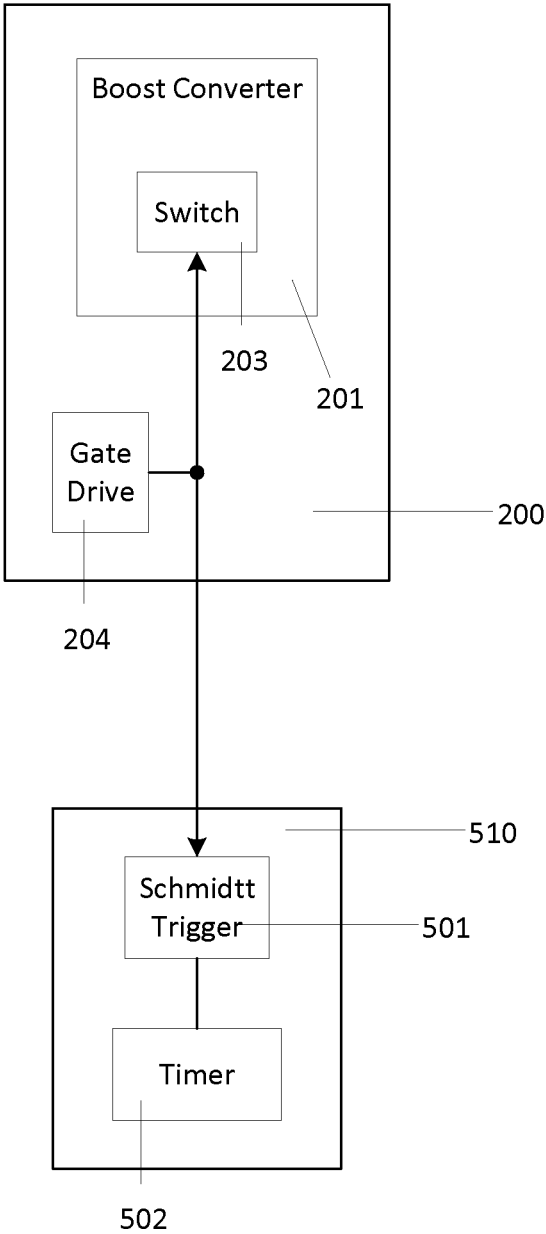 Boost Converter
Switch
203
201
Gate
Drive
200
204
510
Schmidtt
Trigger
501
Timer
502